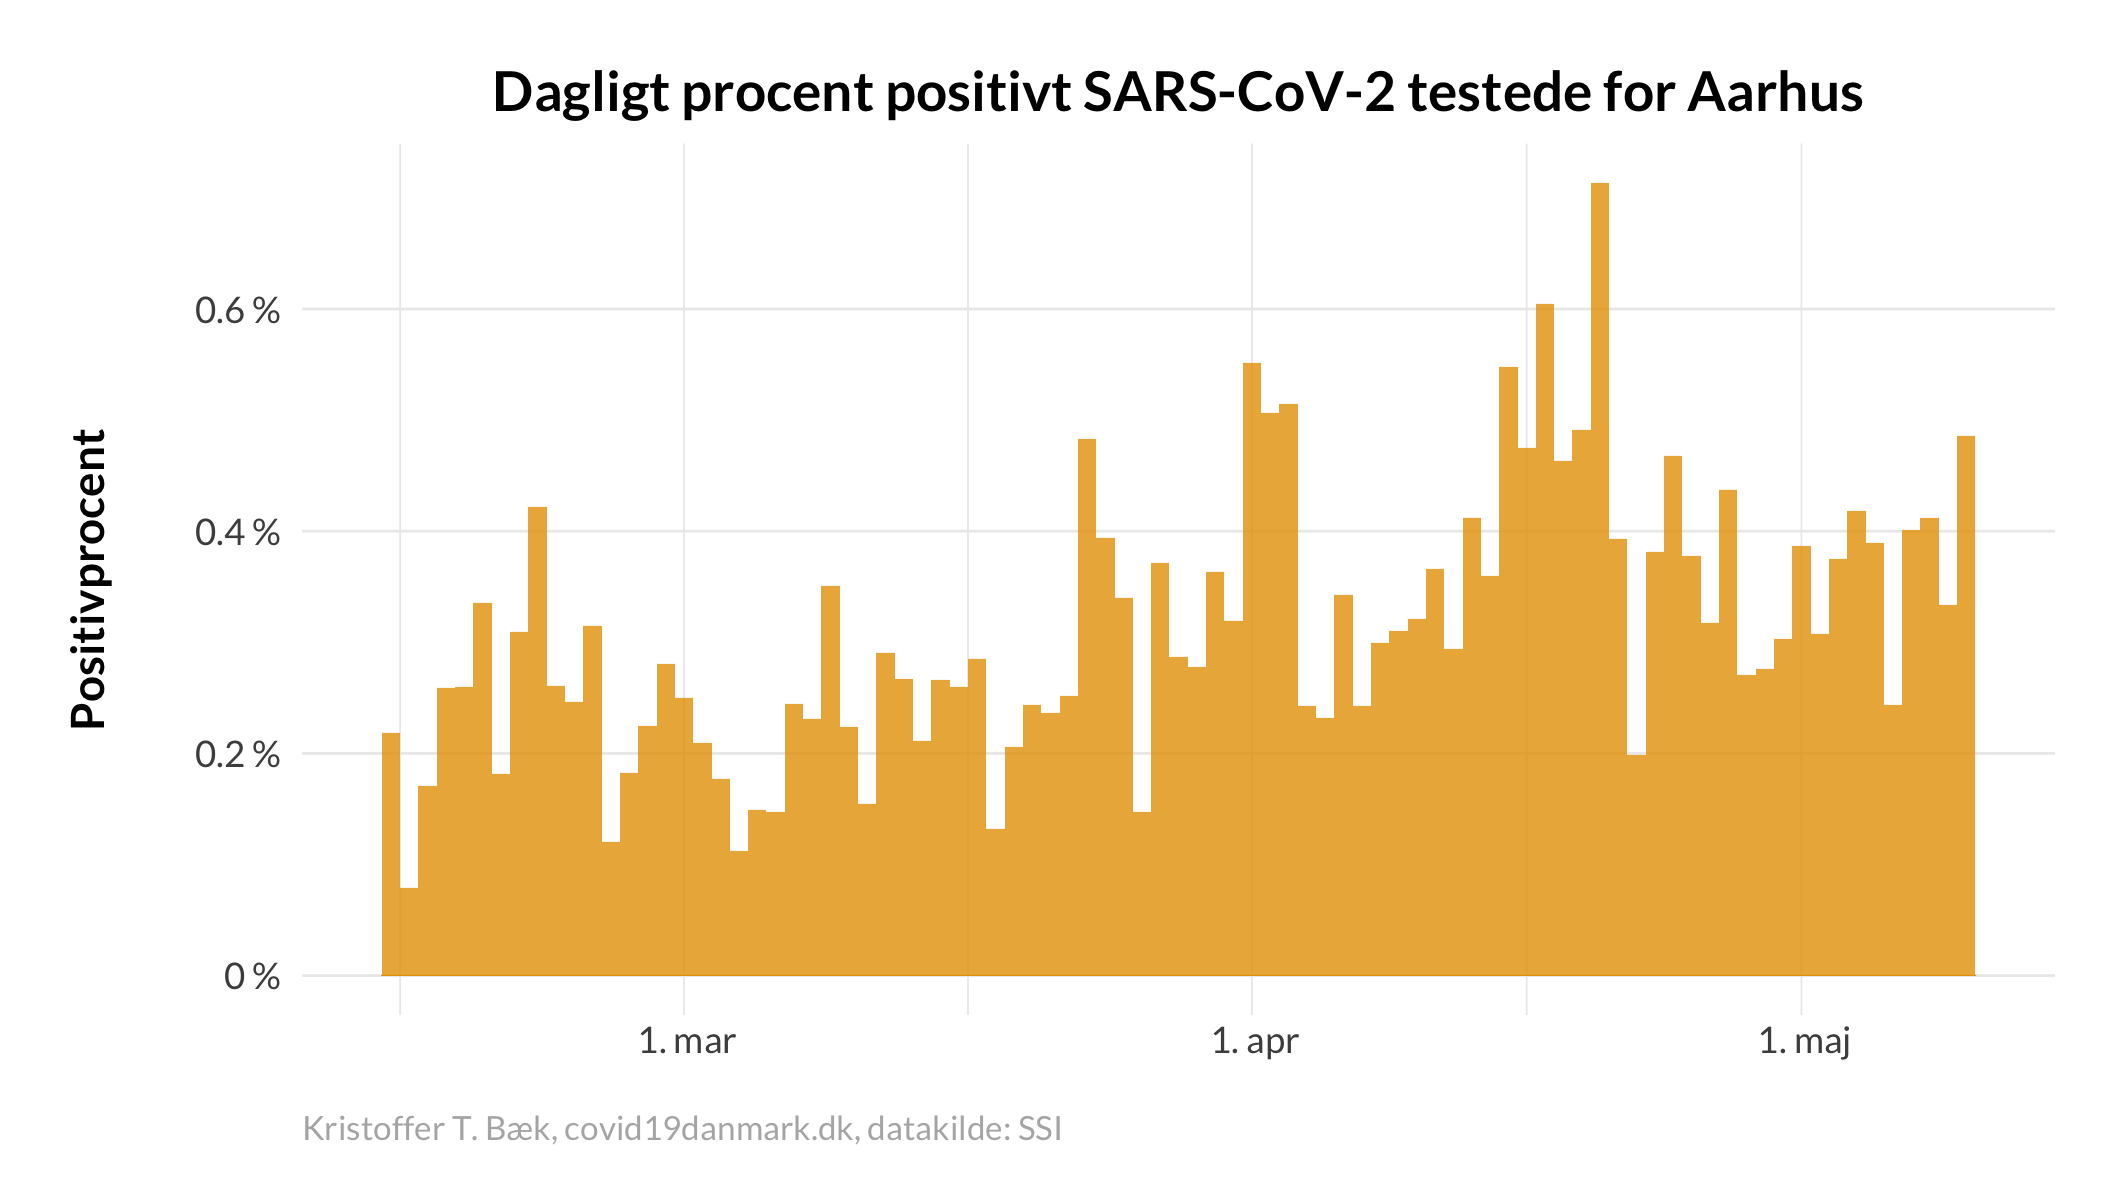 Dagligt procent positivt SARS-CoV-2 testede for Aarhus
Positivprocent
0.6 %
0.4 %
0.2 %
0 %
1. mar
1. apr
1. maj
Kristoffer T. Bæk, covid19danmark.dk, datakilde: SSI